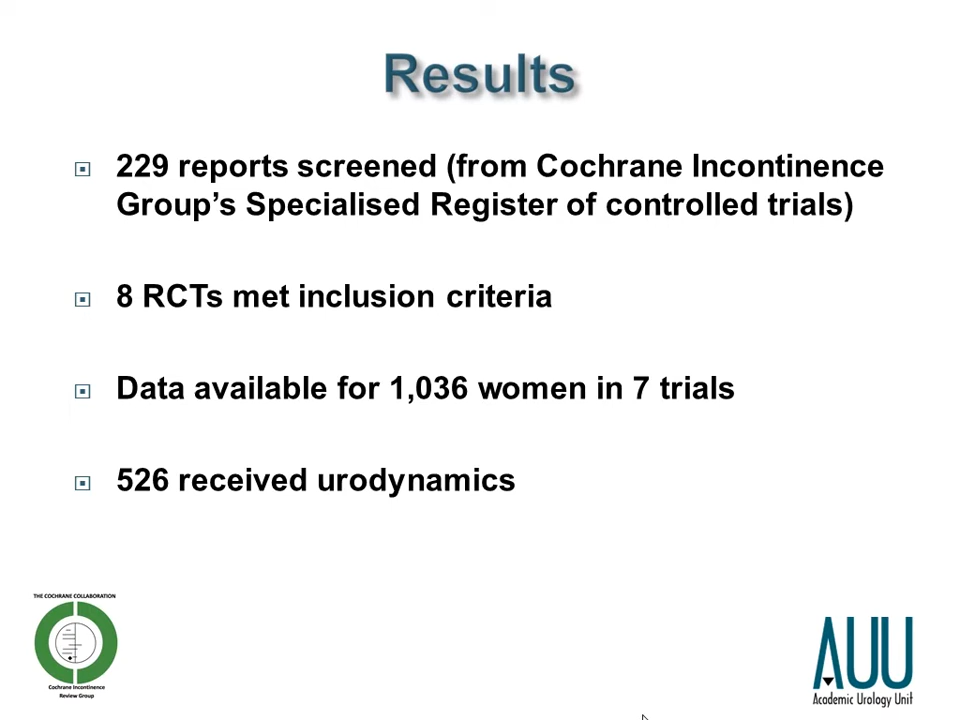 Results
229 reports screened (from Cochrane Incontinence
Group’s Specialised Register of controlled trials)
8 RCTs met inclusion criteria
Data available for 1,036 women in 7 trials
526 received urodynamics
THE COCHRANE COLLABORATION
Cochrane Incontinence
Review Group
AUU
Academic Urology Unit